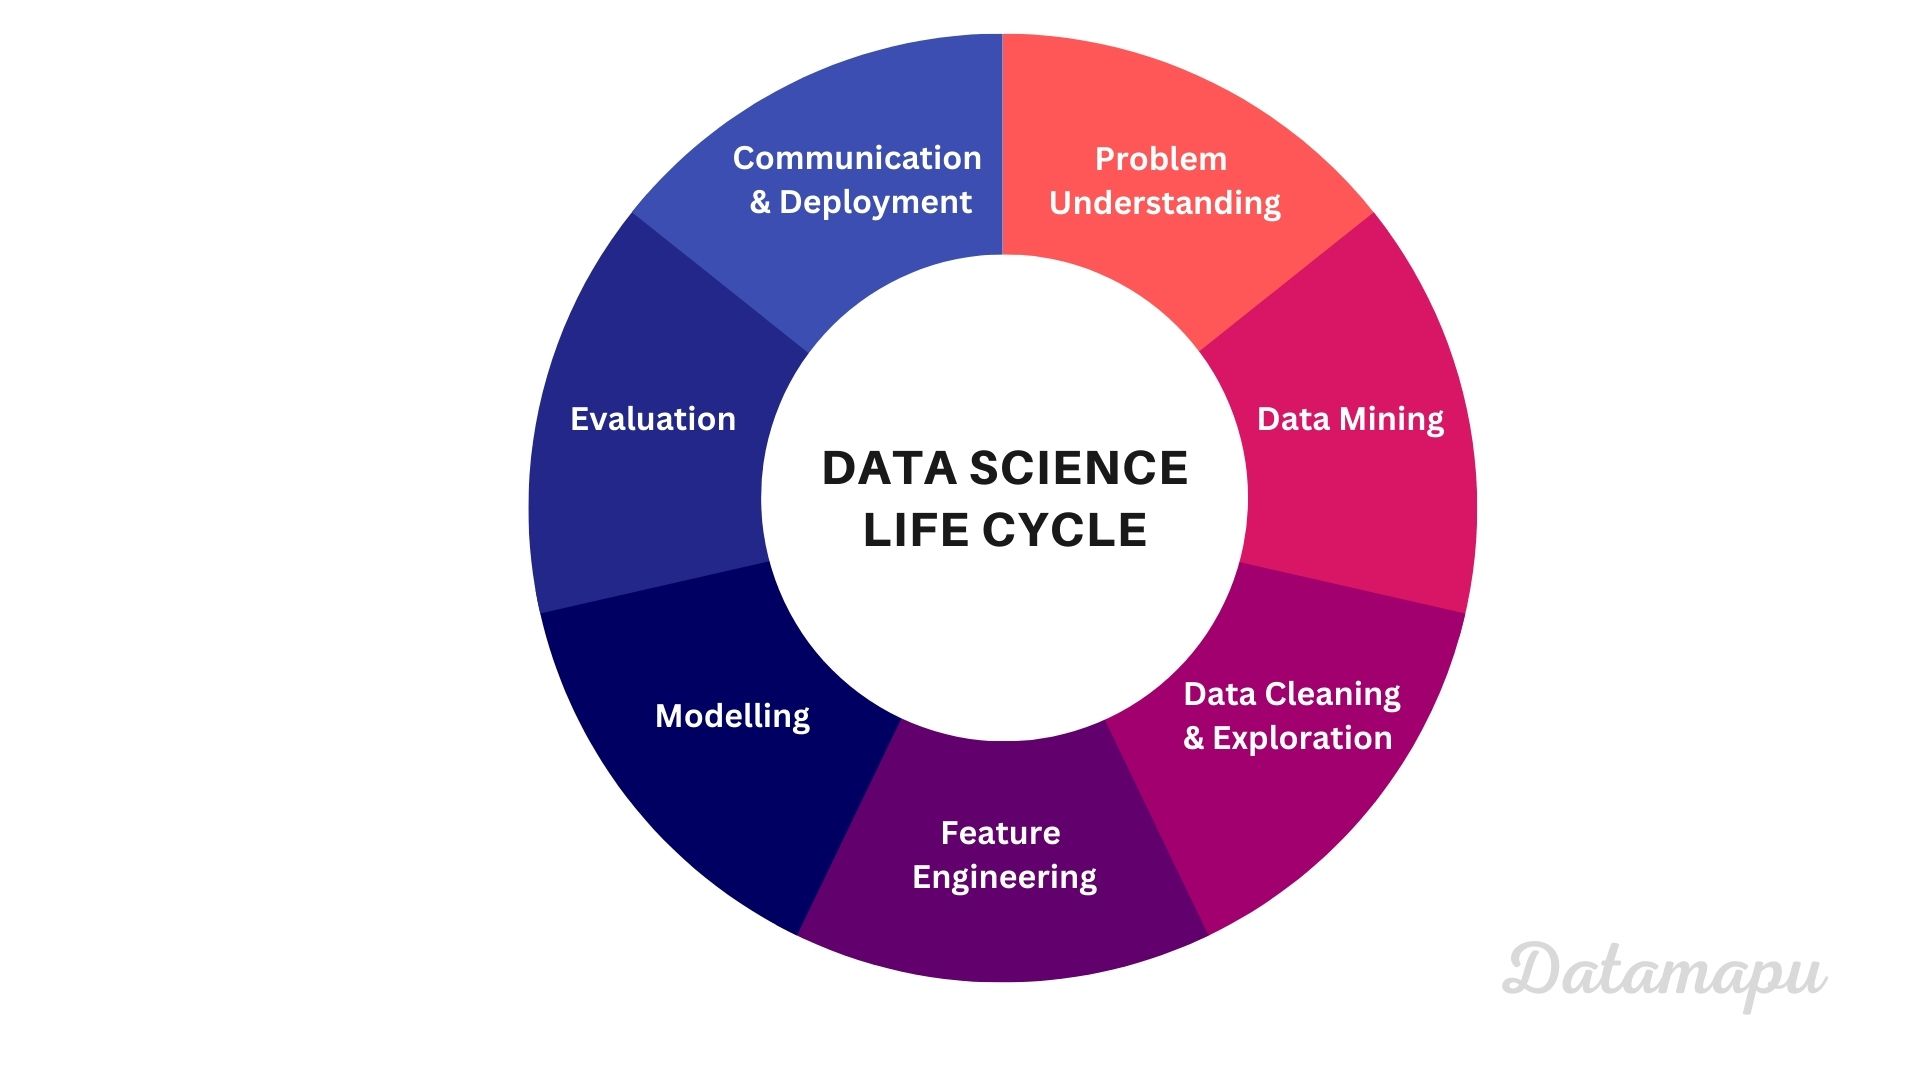 Communication
& Deployment
Problem
Understanding
Evaluation
Data Mining
DATA SCIENCE
LIFE CYCLE
Modelling
Data Cleaning
& Exploration
Feature
Engineering
Datamapu